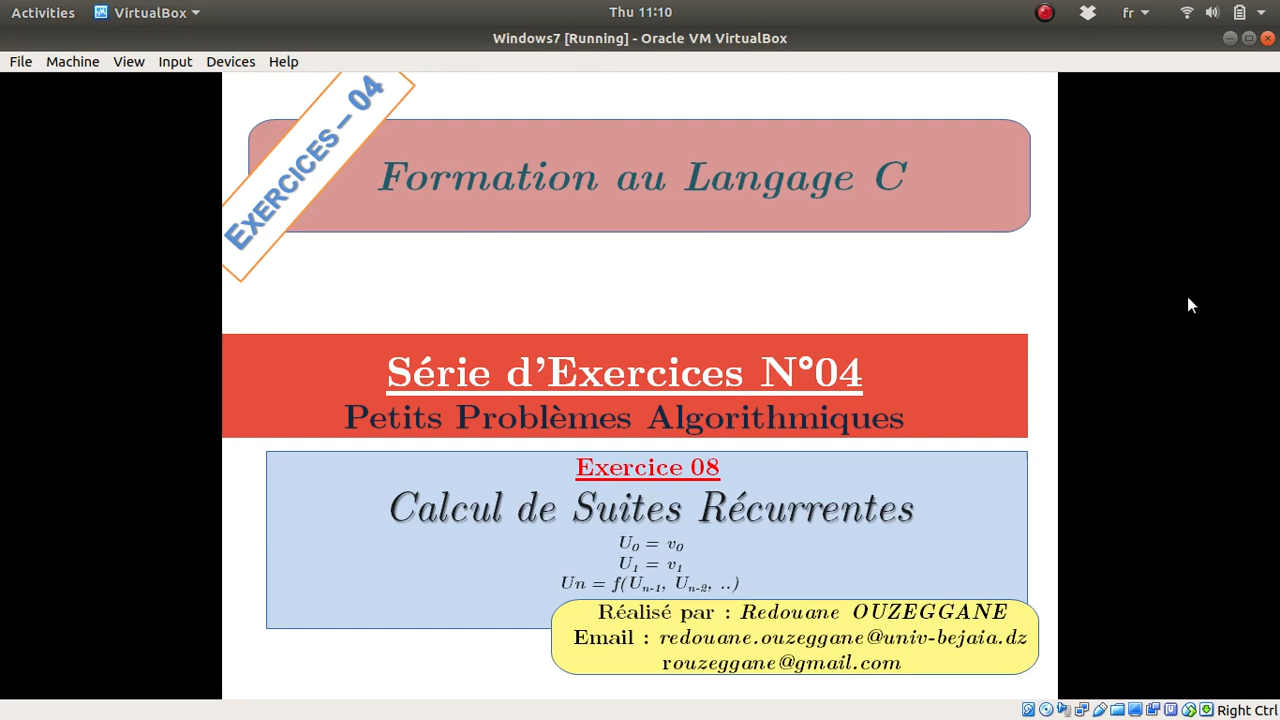 Activities VirtualBox Thu 11:10 fr
Windows7 [Running] - Oracle VM VirtualBox
File Machine View Input Devices Help
EXERCICES – 04
Formation au Langage C
Série d'Exercices N°04
Petits Problèmes Algorithmiques
Exercice 08
Calcul de Suites Récurrentes
U0 = v0
U1 = v1
Un = f(Un-1, Un-2, ..)
Réalisé par : Redouane OUZEGGANE
Email : redouane.ouzeggane@univ-bejaia.dz
rouzeggane@gmail.com
Right Ctrl